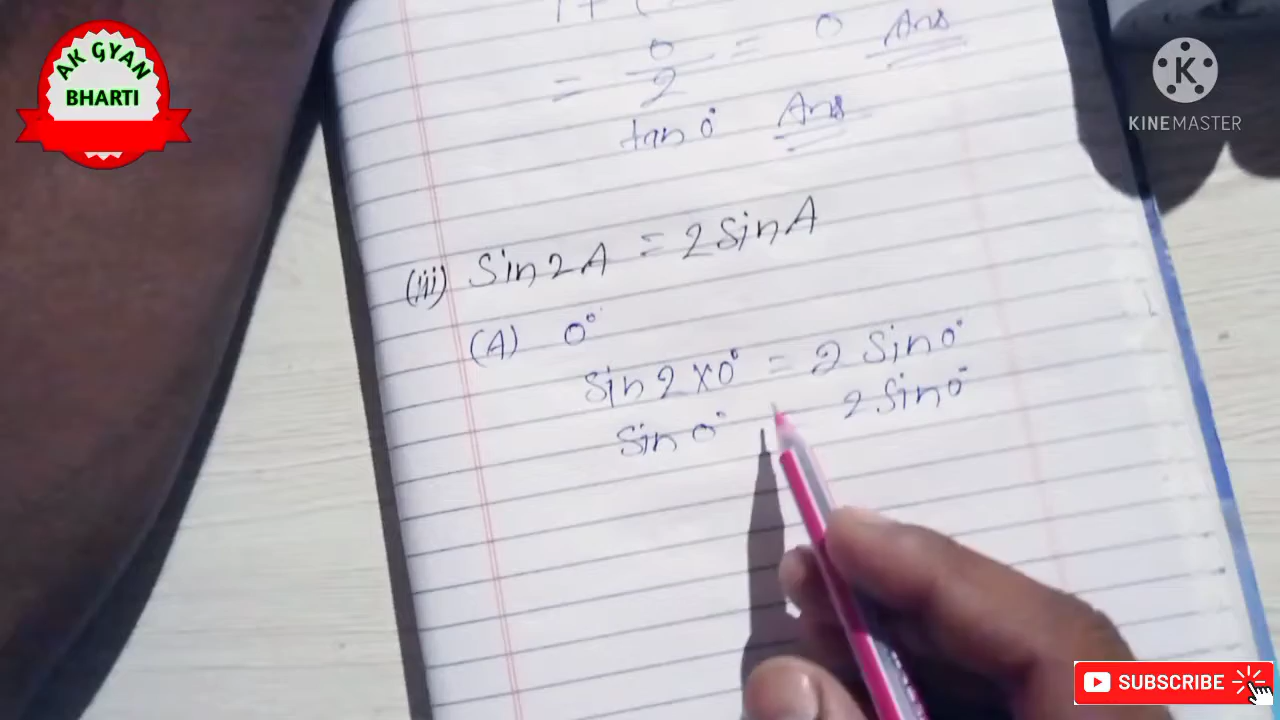 AK GYAN
BHARTI
K
KINEMASTER
= 0/2 = 0 Ans
tan 0° Ans
(iii) Sin 2A = 2 Sin A
(A) 0°
Sin 2 × 0° = 2 Sin 0°
Sin 0° 2 Sin 0°
SUBSCRIBE